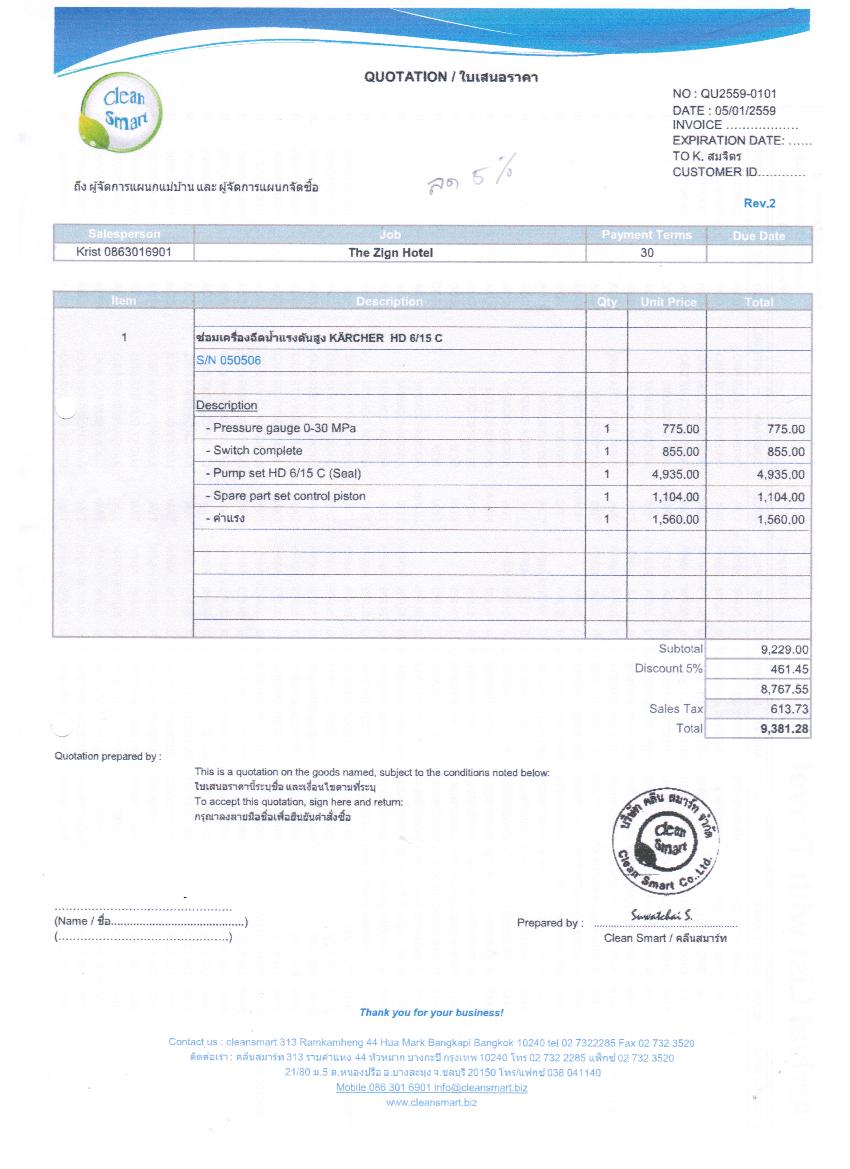 QUOTATION / ใบเสนอราคา
clean
smart
NO : QU2559-0101
DATE : 05/01/2559
INVOICE ..................
EXPIRATION DATE: ......
TO K. สมจิตร
CUSTOMER ID............
ลด 5 %
ถึง ผู้จัดการแผนกแม่บ้าน และ ผู้จัดการแผนกจัดซื้อ
Rev.2
Salesperson Job Payment Terms Due Date
Krist 0863016901 The Zign Hotel 30
Item Description Qty Unit Price Total
1 ซ่อมเครื่องฉีดน้ำแรงดันสูง KÄRCHER HD 6/15 C
S/N 050506
Description
- Pressure gauge 0-30 MPa 1 775.00 775.00
- Switch complete 1 855.00 855.00
- Pump set HD 6/15 C (Seal) 1 4,935.00 4,935.00
- Spare part set control piston 1 1,104.00 1,104.00
- ค่าแรง 1 1,560.00 1,560.00
Subtotal 9,229.00
Discount 5% 461.45
8,767.55
Sales Tax 613.73
Total 9,381.28
Quotation prepared by :
This is a quotation on the goods named, subject to the conditions noted below:
ใบเสนอราคานี้ระบุชื่อ และเงื่อนไขตามที่ระบุ
To accept this quotation, sign here and return:
กรุณาลงลายมือชื่อเพื่อยืนยันคำสั่งซื้อ
บริษัท คลีน สมาร์ท จำกัด
clean
smart
Clean Smart Co.,Ltd.
(Name / ชื่อ............................................)
(............................................)
Prepared by : Suwatchai S.
Clean Smart / คลีนสมาร์ท
Thank you for your business!
Contact us : cleansmart 313 Ramkamheng 44 Hua Mark Bangkapi Bangkok 10240 tel 02 7322285 Fax 02 732 3520
ติดต่อเรา : คลีนสมาร์ท 313 รามคำแหง 44 หัวหมาก บางกะปิ กรุงเทพ 10240 โทร 02 732 2285 แฟ็กซ์ 02 732 3520
21/80 ม.5 ต.หนองปรือ อ.บางละมุง จ.ชลบุรี 20150 โทร/แฟกซ์ 038 041140
Mobile 086 301 6901 info@cleansmart.biz
www.cleansmart.biz